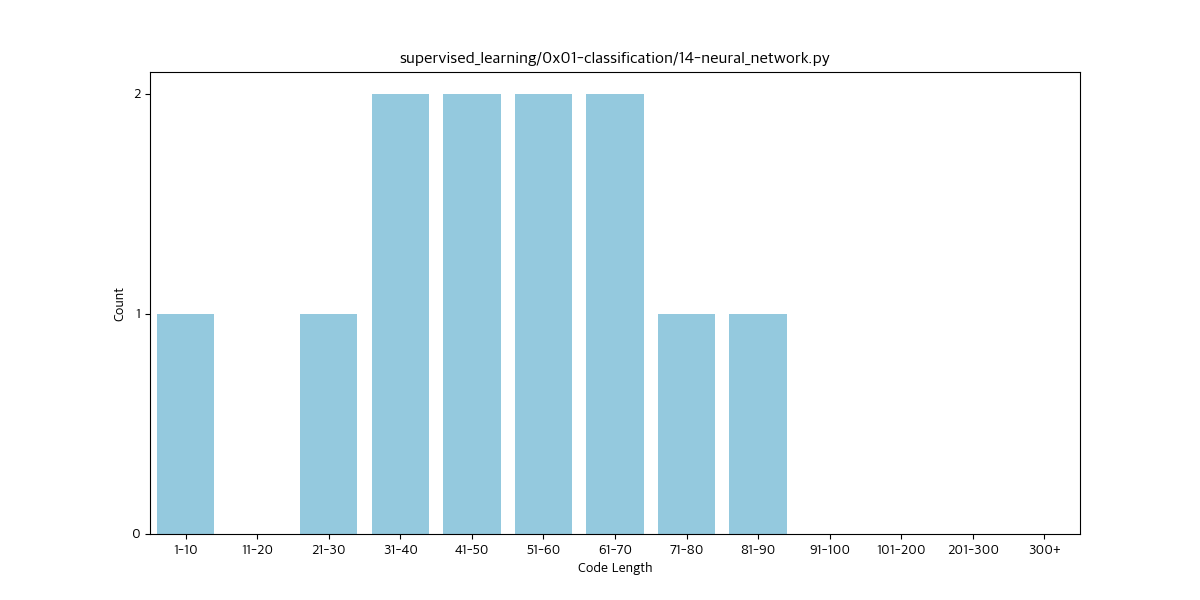 supervised_learning/0x01-classification/14-neural_network.py
Count
2
1
0
1-10 11-20 21-30 31-40 41-50 51-60 61-70 71-80 81-90 91-100 101-200 201-300 300+
Code Length